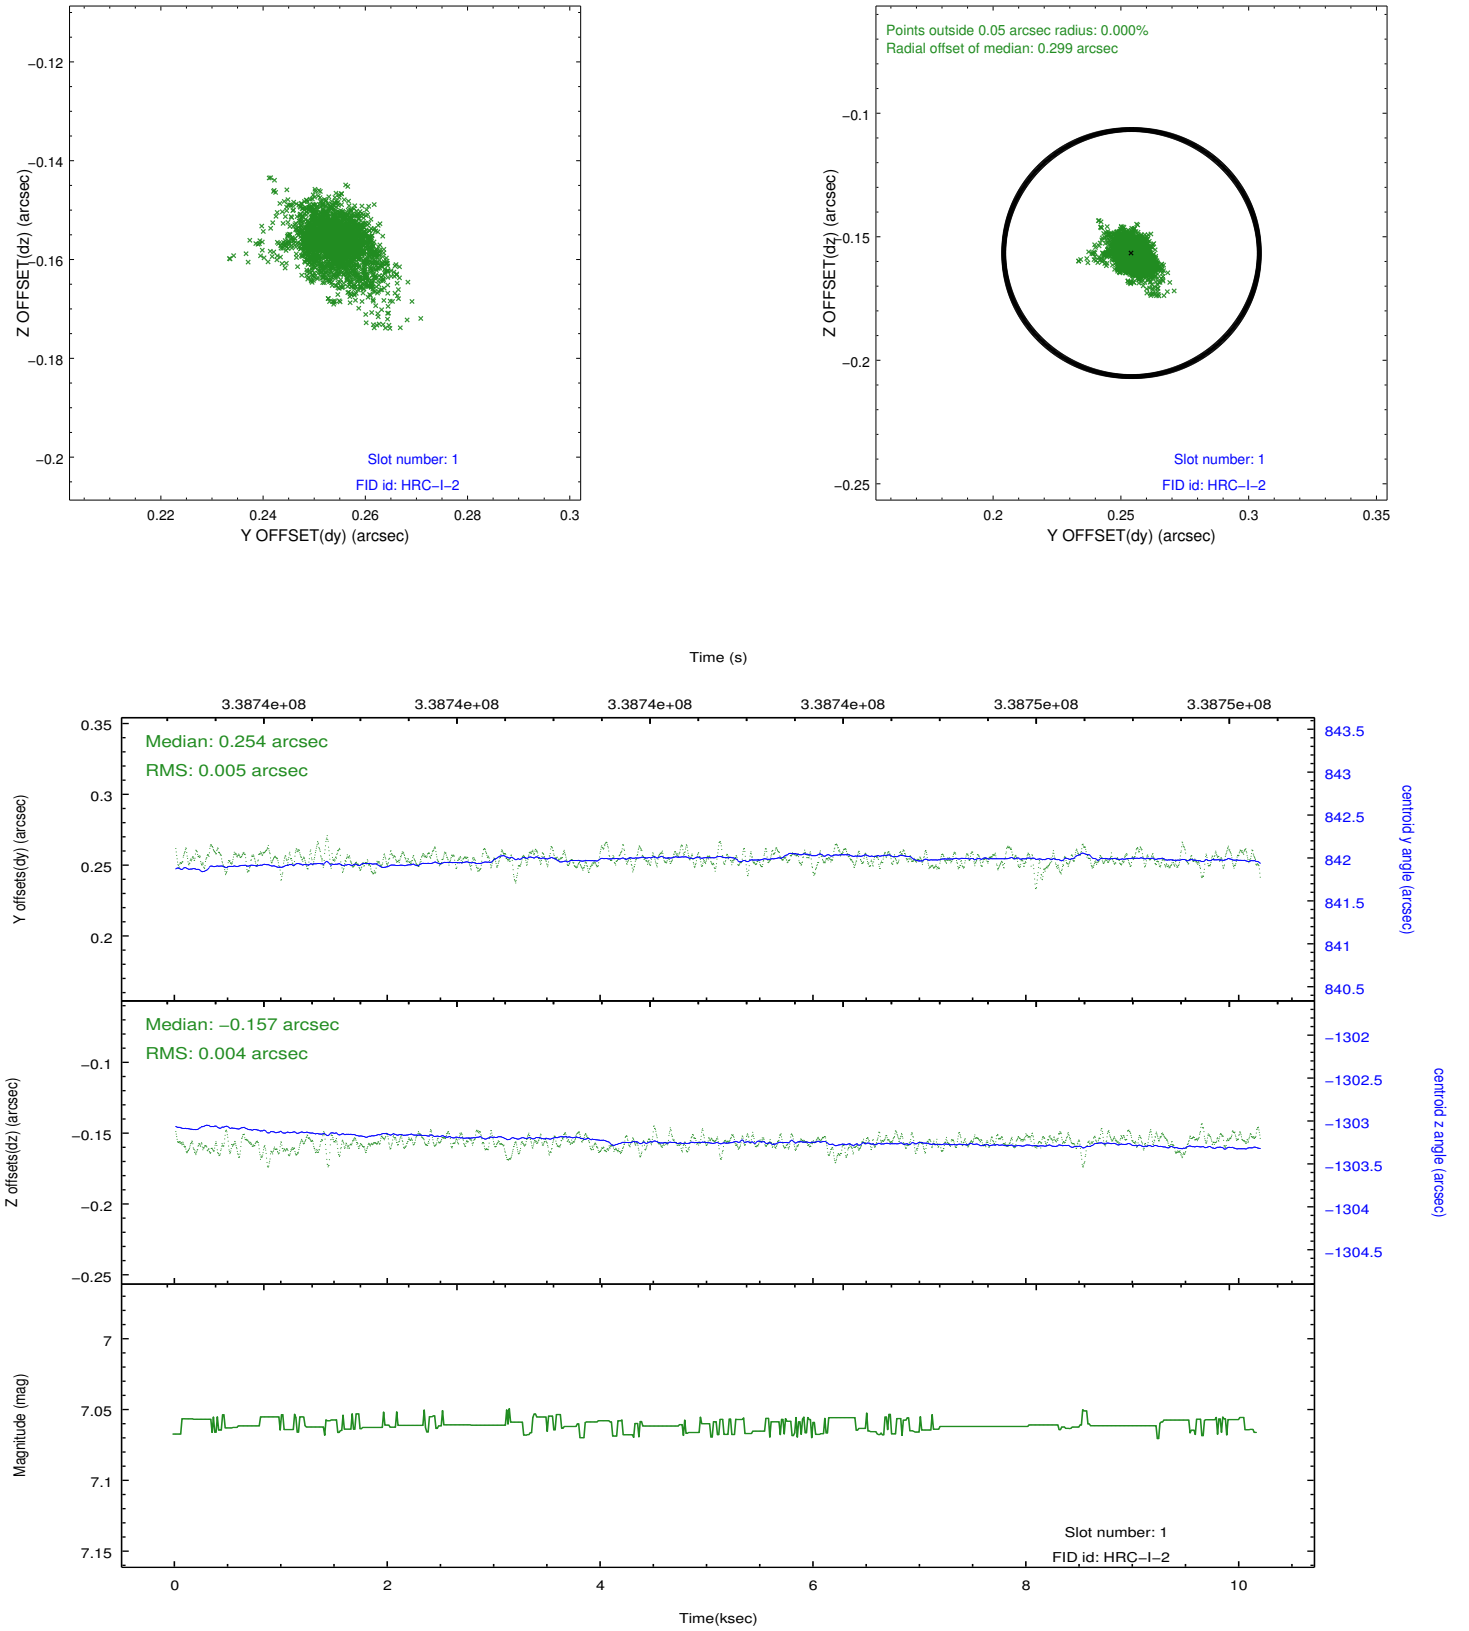 −0.12
−0.14
−0.16
−0.18
−0.2
Z OFFSET(dz) (arcsec)
Slot number: 1
FID id: HRC−I−2
0.22 0.24 0.26 0.28 0.3
Y OFFSET(dy) (arcsec)
Points outside 0.05 arcsec radius: 0.000%
Radial offset of median: 0.299 arcsec
−0.1
−0.15
−0.2
−0.25
Z OFFSET(dz) (arcsec)
Slot number: 1
FID id: HRC−I−2
0.2 0.25 0.3 0.35
Y OFFSET(dy) (arcsec)
Time (s)
3.3874e+08 3.3874e+08 3.3874e+08 3.3874e+08 3.3875e+08 3.3875e+08
Median: 0.254 arcsec
RMS: 0.005 arcsec
0.35
0.3
0.25
0.2
Y offsets(dy) (arcsec)
843.5
843
842.5
842
841.5
841
840.5
centroid y angle (arcsec)
Median: −0.157 arcsec
RMS: 0.004 arcsec
−0.1
−0.15
−0.2
−0.25
Z offsets(dz) (arcsec)
−1302
−1302.5
−1303
−1303.5
−1304
−1304.5
centroid z angle (arcsec)
7
7.05
7.1
7.15
Magnitude (mag)
Slot number: 1
FID id: HRC−I−2
0 2 4 6 8 10
Time(ksec)